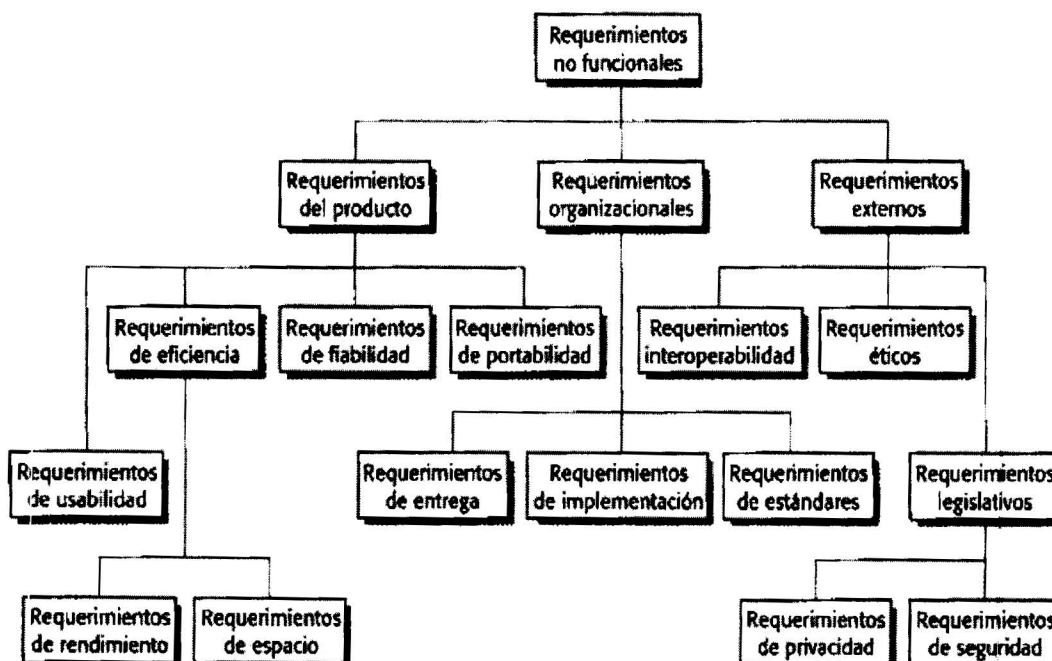 Requerimientos
no funcionales
Requerimientos
del producto
Requerimientos
organizacionales
Requerimientos
externos
Requerimientos
de eficiencia
Requerimientos
de fiabilidad
Requerimientos
de portabilidad
Requerimientos
interoperabilidad
Requerimientos
éticos
Requerimientos
de usabilidad
Requerimientos
de entrega
Requerimientos
de implementación
Requerimientos
de estándares
Requerimientos
legislativos
Requerimientos
de rendimiento
Requerimientos
de espacio
Requerimientos
de privacidad
Requerimientos
de seguridad